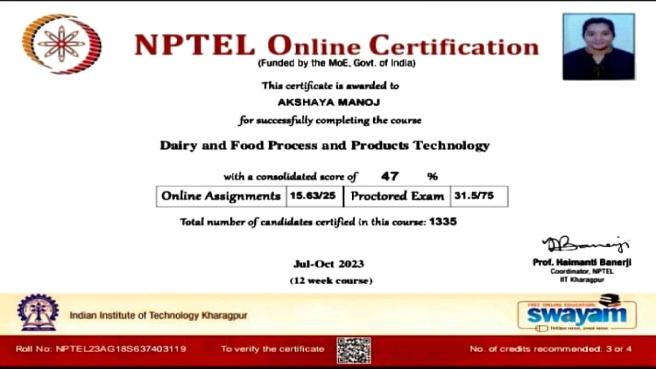 NPTEL Online Certification
(Funded by the MoE, Govt. of India)
This certificate is awarded to
AKSHAYA MANOJ
for successfully completing the course
Dairy and Food Process and Products Technology
with a consolidated score of 47 %
Online Assignments 15.63/25 Proctored Exam 31.5/75
Total number of candidates certified in this course: 1335
Jul-Oct 2023
(12 week course)
Prof. Haimanti Banerji
Coordinator, NPTEL
IIT Kharagpur
Indian Institute of Technology Kharagpur
FREE ONLINE EDUCATION
swayam
Roll No: NPTEL23AG18S637403119
To verify the certificate
No. of credits recommended: 3 or 4